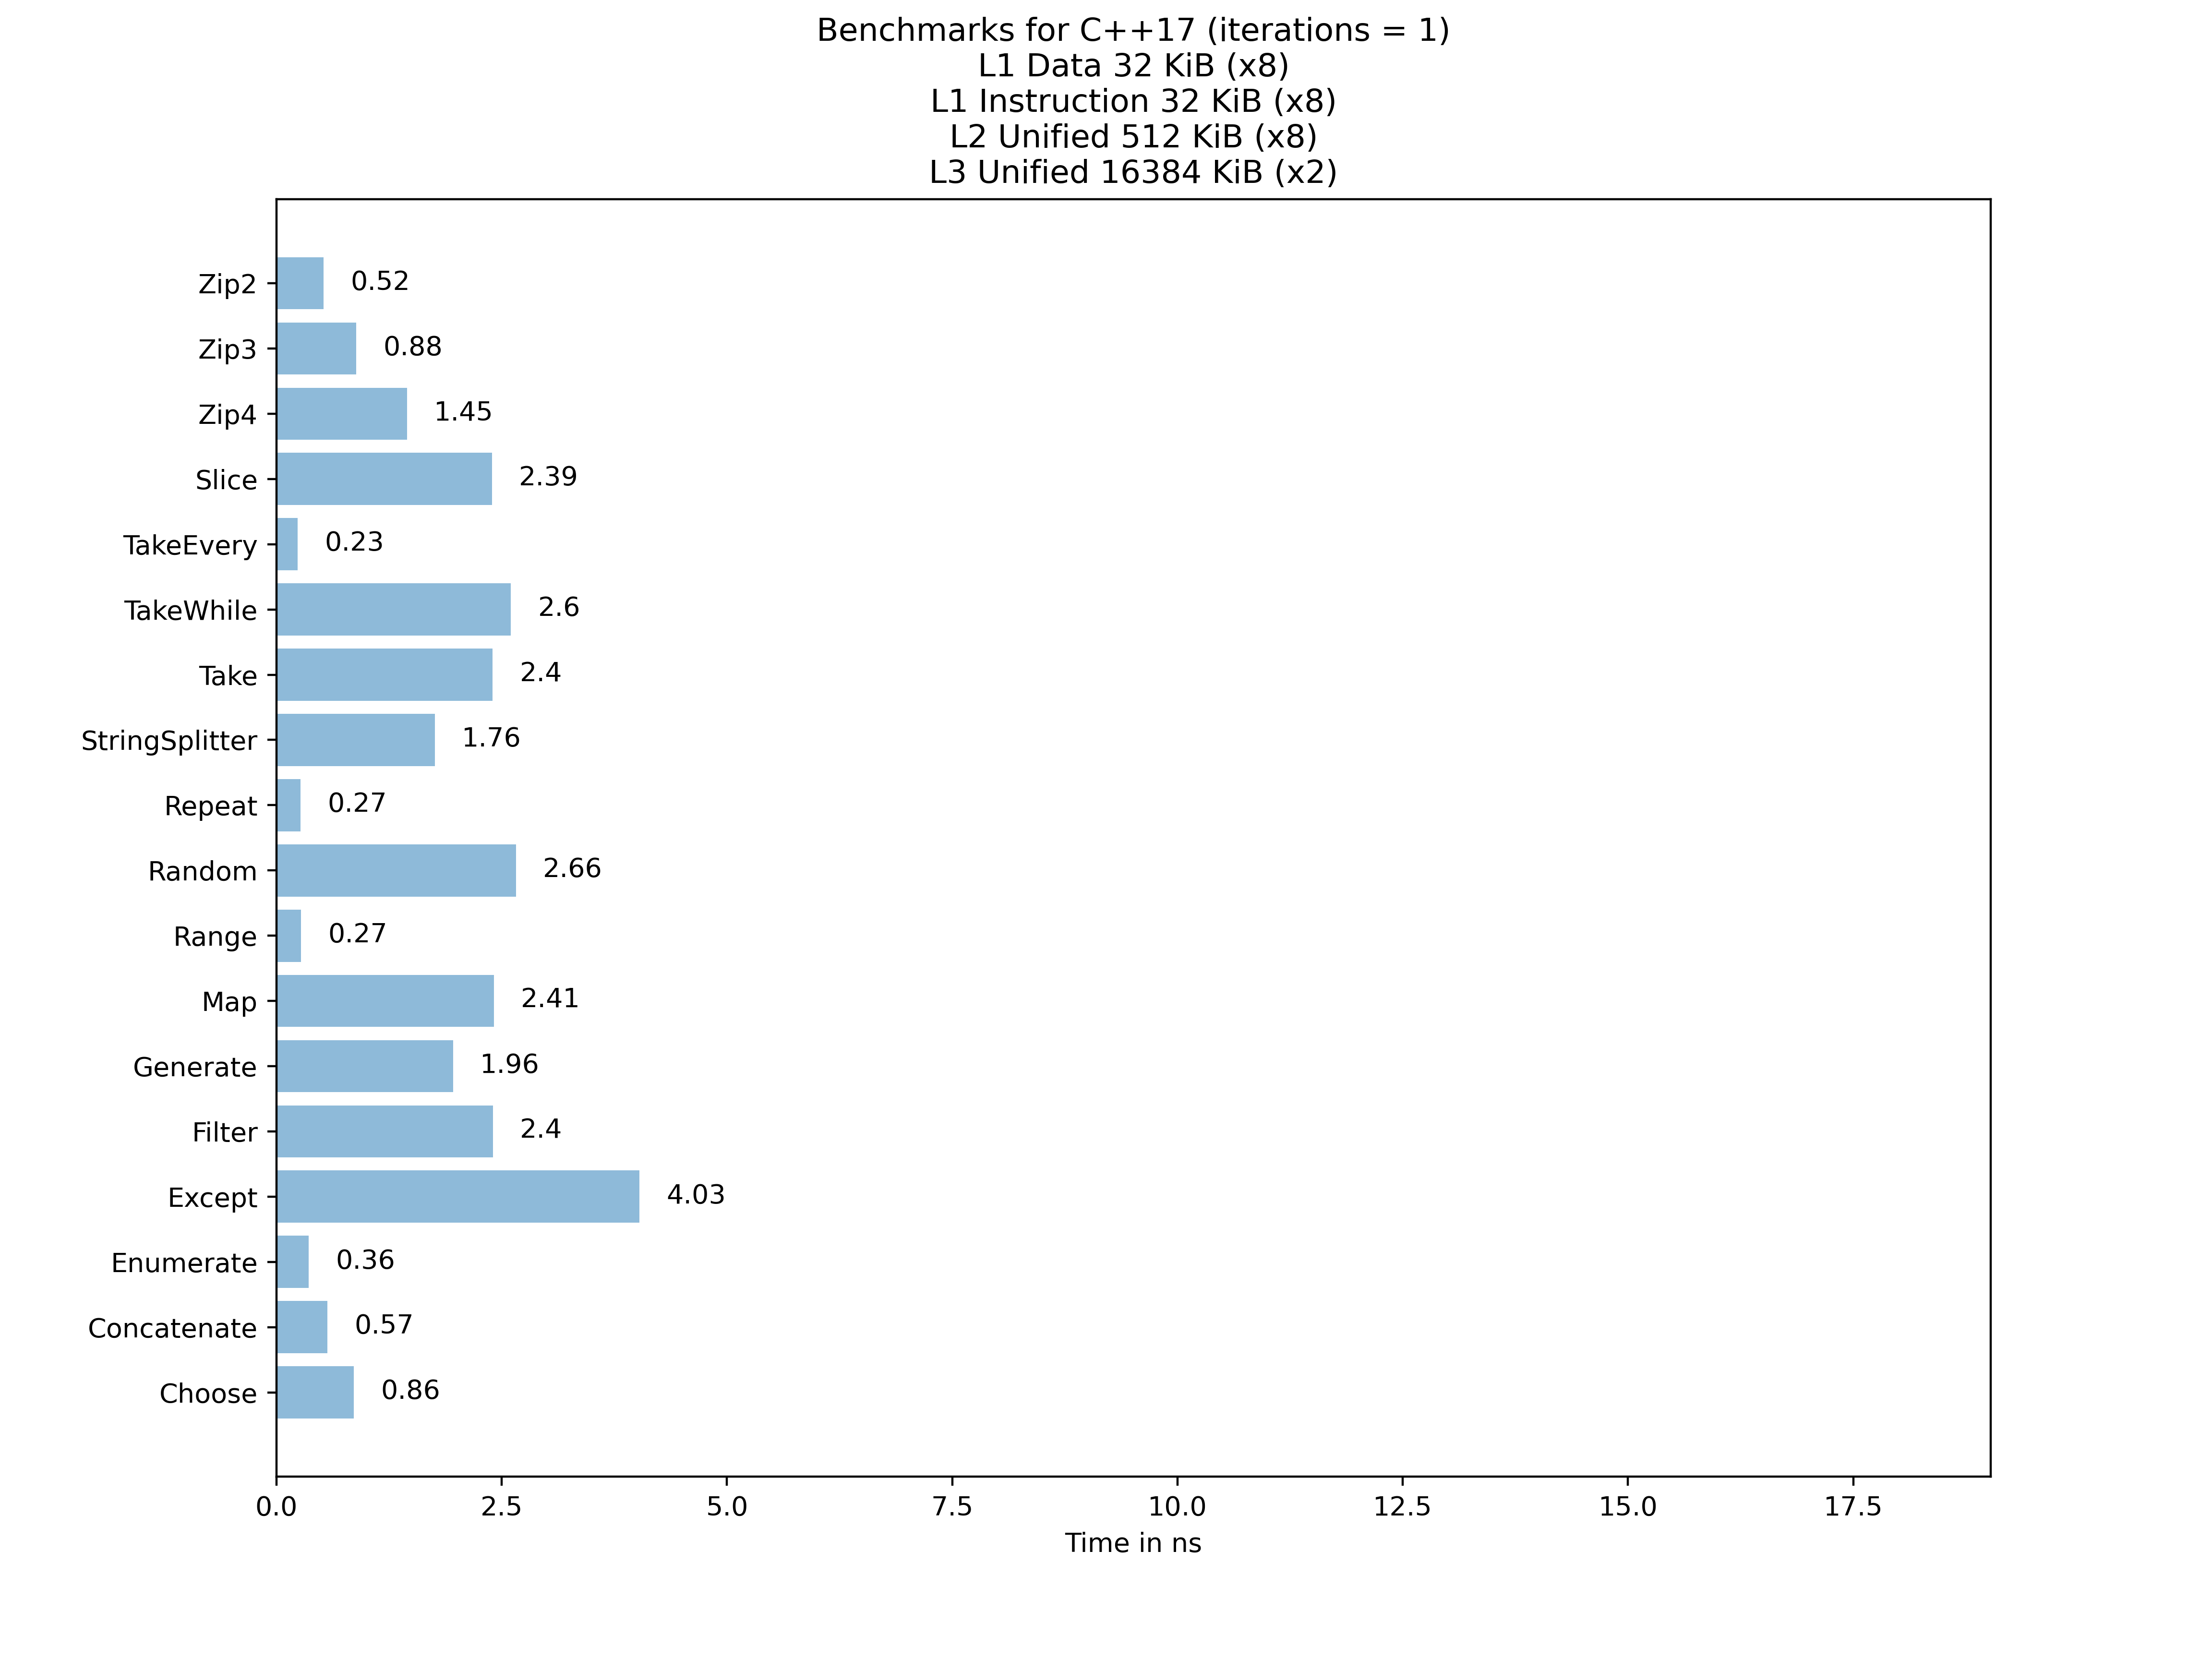 Benchmarks for C++17 (iterations = 1)
L1 Data 32 KiB (x8)
L1 Instruction 32 KiB (x8)
L2 Unified 512 KiB (x8)
L3 Unified 16384 KiB (x2)
Zip2 0.52
Zip3 0.88
Zip4 1.45
Slice 2.39
TakeEvery 0.23
TakeWhile 2.6
Take 2.4
StringSplitter 1.76
Repeat 0.27
Random 2.66
Range 0.27
Map 2.41
Generate 1.96
Filter 2.4
Except 4.03
Enumerate 0.36
Concatenate 0.57
Choose 0.86
0.0 2.5 5.0 7.5 10.0 12.5 15.0 17.5
Time in ns